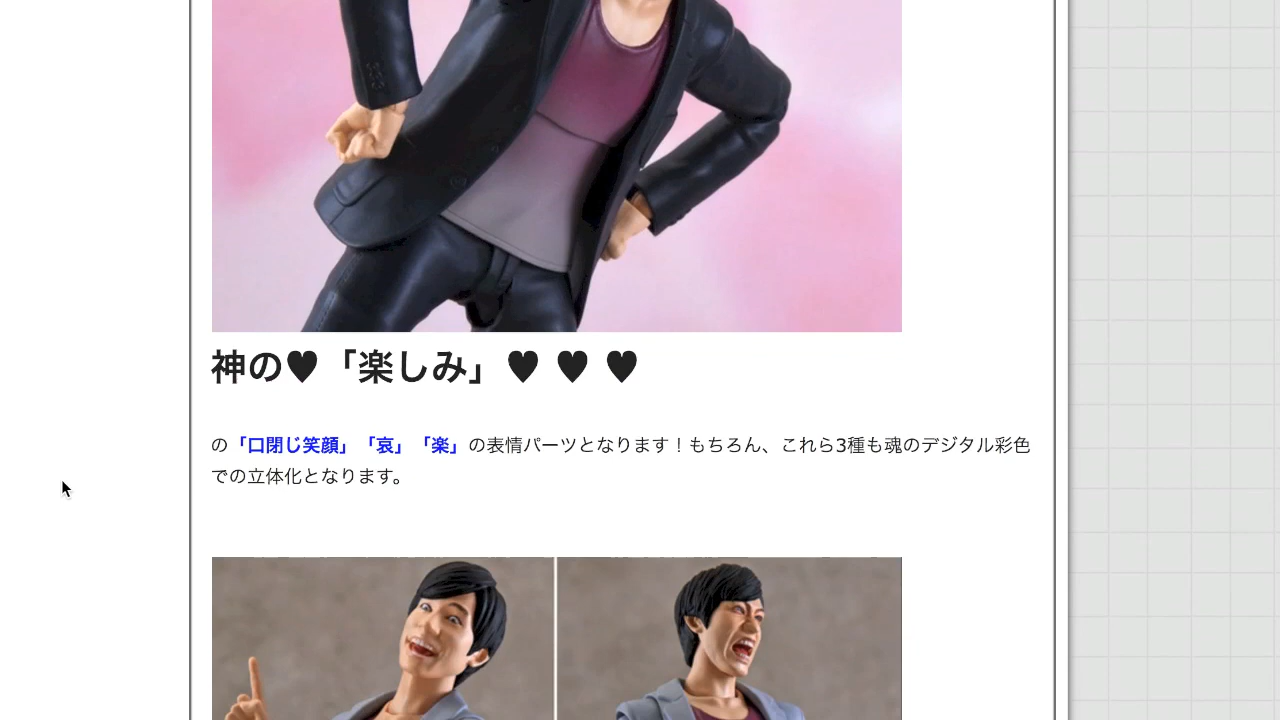 神の♥「楽しみ」♥ ♥ ♥
の「口閉じ笑顔」「哀」「楽」の表情パーツとなります！もちろん、これら3種も魂のデジタル彩色
での立体化となります。